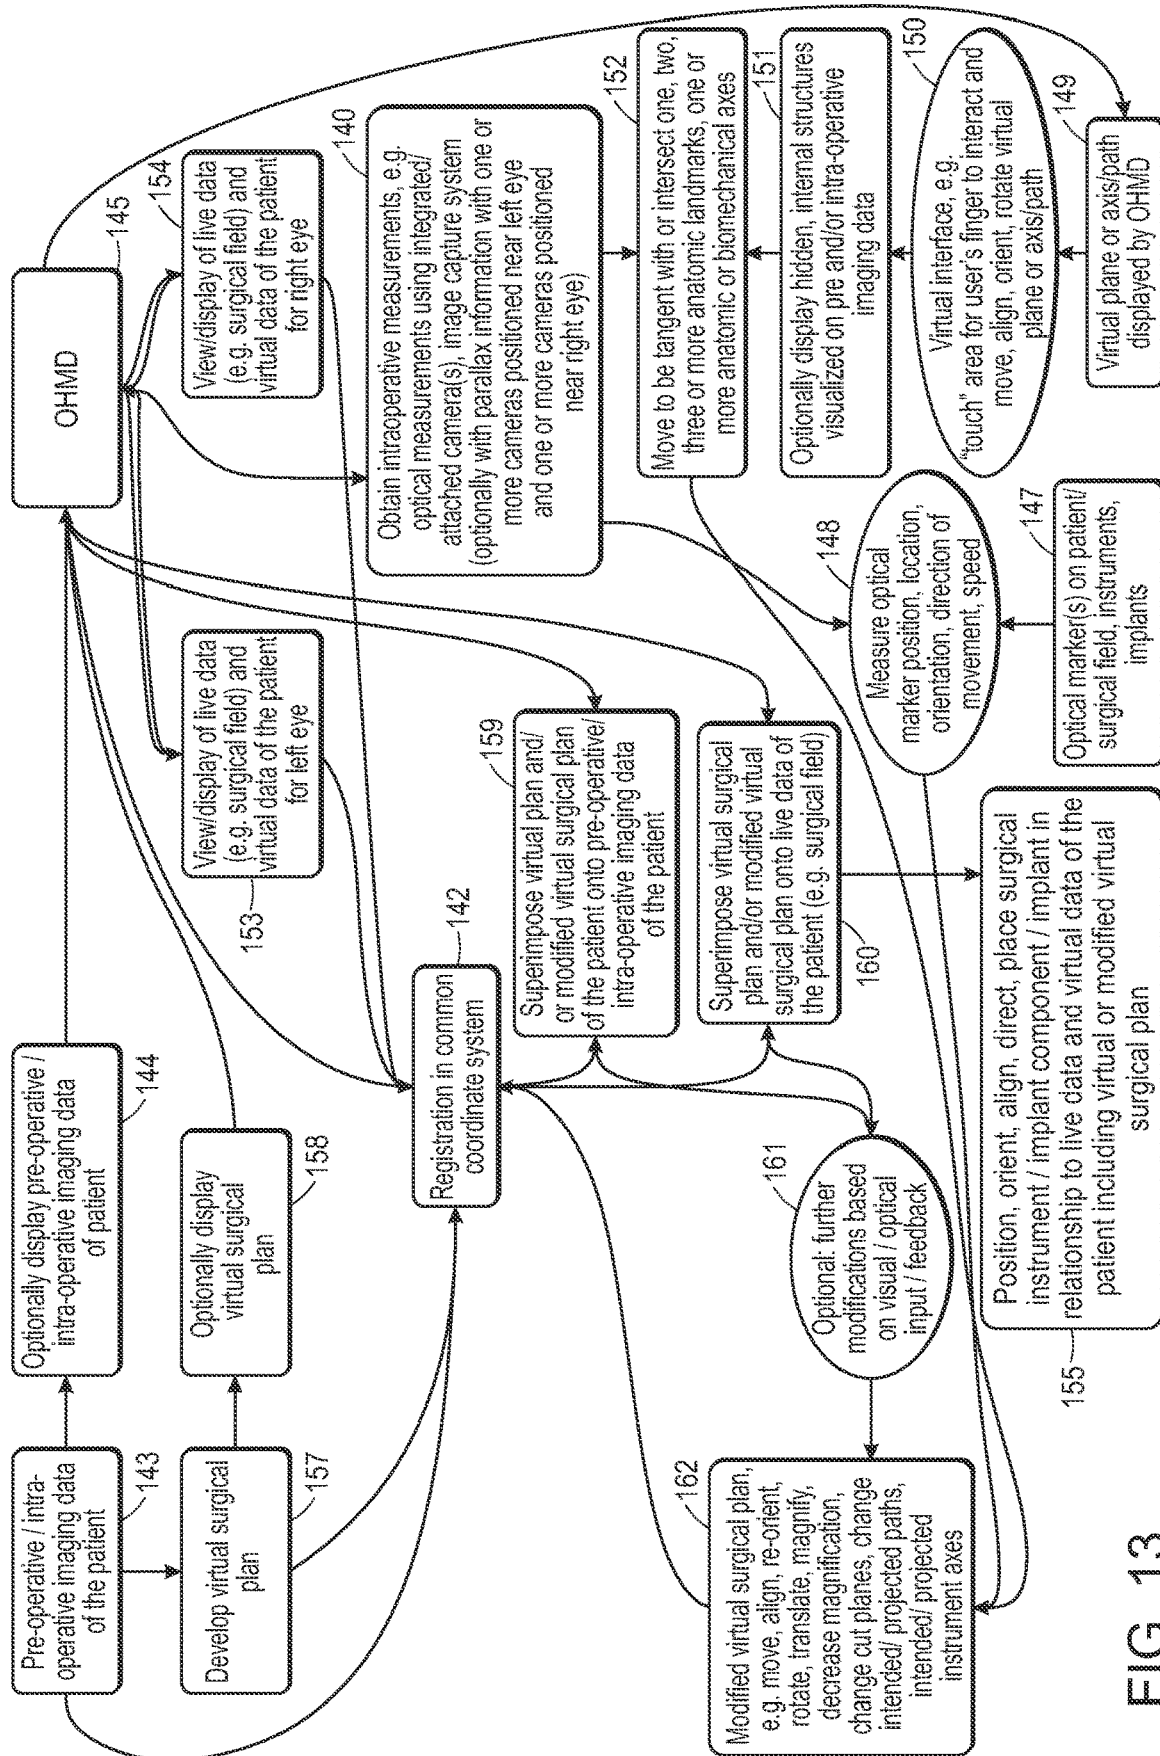 Pre-operative / intra-
operative imaging data
of the patient
143
Optionally display pre-operative /
intra-operative imaging data
of patient
144
OHMD
145
Develop virtual surgical
plan
157
Optionally display
virtual surgical
plan
158
View/display of live data
(e.g. surgical field) and
virtual data of the patient
for left eye
153
View/display of live data
(e.g. surgical field) and
virtual data of the patient
for right eye
154
Registration in common
coordinate system
142
Obtain intraoperative measurements, e.g.
optical measurements using integrated/
attached camera(s), image capture system
(optionally with parallax information with one or
more cameras positioned near left eye
and one or more cameras positioned
near right eye)
140
Superimpose virtual plan and/
or modified virtual surgical plan
of the patient onto pre-operative/
intra-operative imaging data
of the patient
159
Superimpose virtual surgical
plan and/or modified virtual
surgical plan onto live data of
the patient (e.g. surgical field)
160
Move to be tangent with or intersect one, two,
three or more anatomic landmarks, one or
more anatomic or biomechanical axes
152
Optionally display hidden, internal structures
visualized on pre and/or intra-operative
imaging data
151
Virtual interface, e.g.
"touch" area for user's finger to interact and
move, align, orient, rotate virtual
plane or axis/path
150
Virtual plane or axis/path
displayed by OHMD
149
Measure optical
marker position, location,
orientation, direction of
movement, speed
148
Optical marker(s) on patient/
surgical field, instruments,
implants
147
Optional: further
modifications based
on visual / optical
input / feedback
161
Modified virtual surgical plan,
e.g. move, align, re-orient,
rotate, translate, magnify,
decrease magnification,
change cut planes, change
intended/ projected paths,
intended/ projected
instrument axes
162
Position, orient, align, direct, place surgical
instrument / implant component / implant in
relationship to live data and virtual data of the
patient including virtual or modified virtual
surgical plan
155
FIG. 13